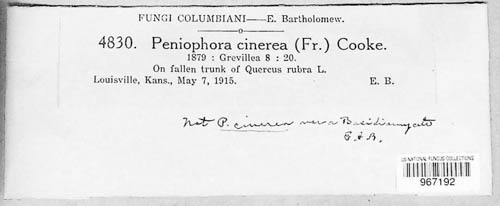 FUNGI COLUMBIANI——E. Bartholomew.
4830. Peniophora cinerea (Fr.) Cooke.
1879 : Grevillea 8 : 20.
On fallen trunk of Quercus rubra L.
Louisville, Kans., May 7, 1915. E. B.
Not P. cinerea
US NATIONAL FUNGUS COLLECTIONS
967192